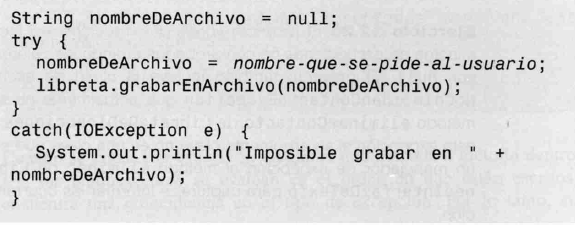 String nombreDeArchivo = null;
try {
nombreDeArchivo = nombre-que-se-pide-al-usuario;
libreta.grabarEnArchivo(nombreDeArchivo);
}
catch(IOException e) {
System.out.println("Imposible grabar en " +
nombreDeArchivo);
}